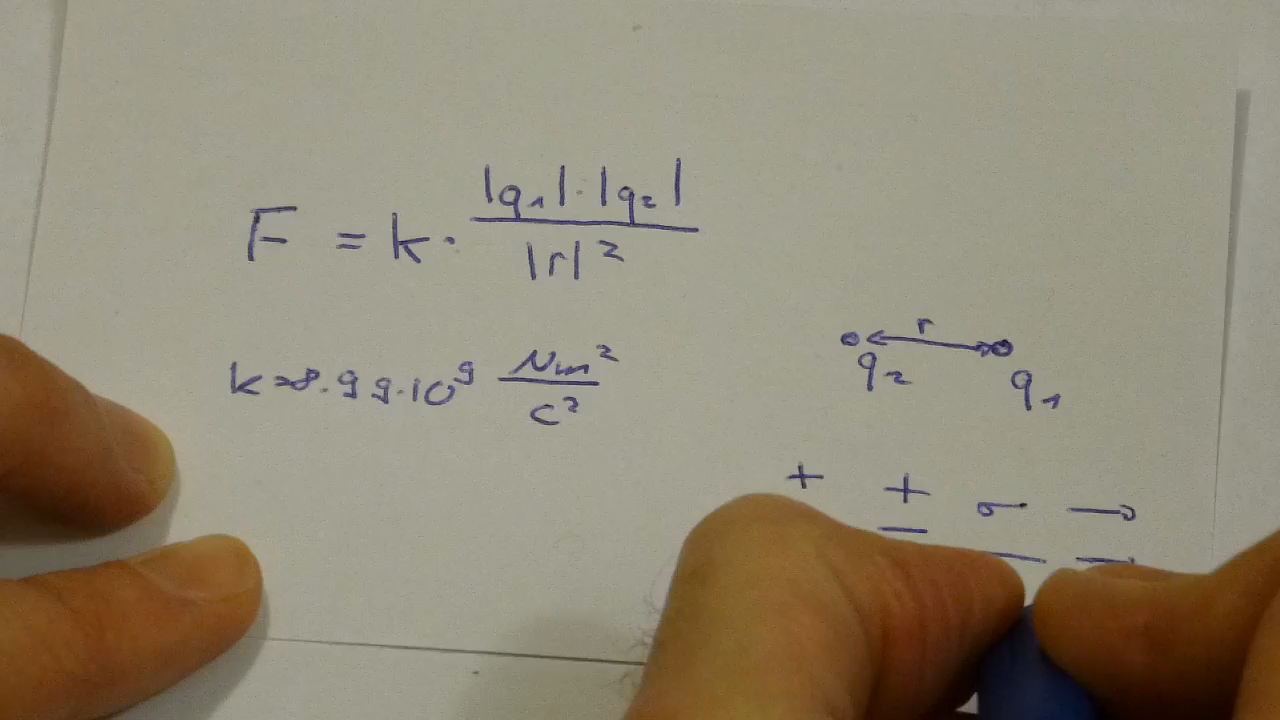 F = k · |q₁| · |q₂| / |r|²
k = 8.99 · 10⁹ Nm² / C²
r
q₂ q₁
+ +
−